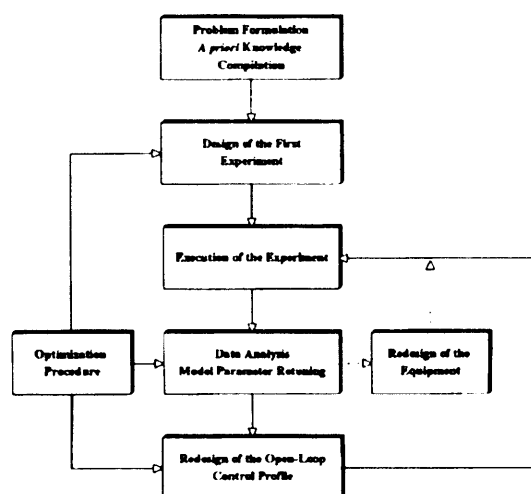 Problem Formulation
A priori Knowledge
Compilation
Design of the First
Experiment
Execution of the Experiment
Optimization
Procedure
Data Analysis
Model Parameter Retuning
Redesign of the
Equipment
Redesign of the Open-Loop
Control Profile